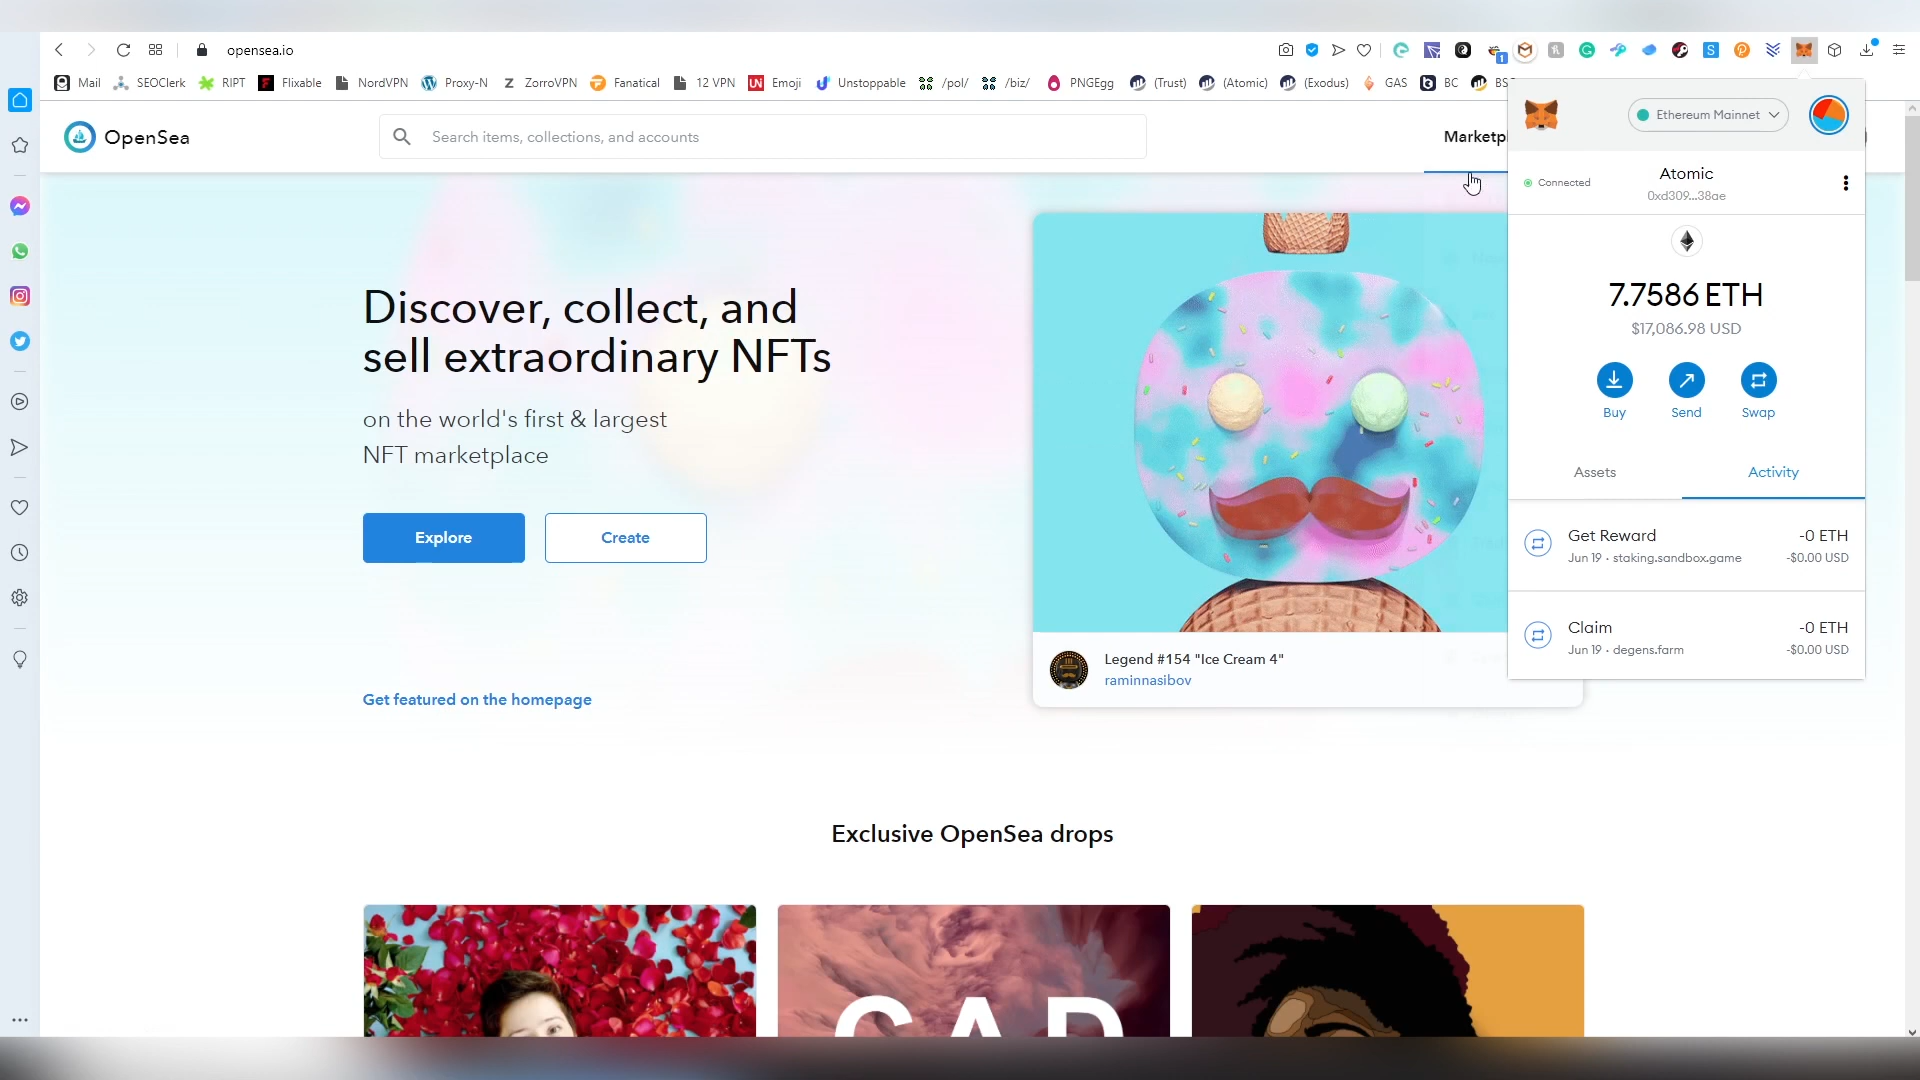 opensea.io
1
Mail
SEOClerk
RIPT
Flixable
NordVPN
Proxy-N
ZorroVPN
Fanatical
12 VPN
UN
Emoji
Unstoppable
/pol/
/biz/
PNGEgg
(Trust)
(Atomic)
(Exodus)
GAS
BC
OpenSea
Search items, collections, and accounts
Ethereum Mainnet
Connected
Atomic
0xd309...38ae
7.7586 ETH
$17,086.98 USD
Buy
Send
Swap
Assets
Activity
Get Reward
-0 ETH
Jun 19 · staking.sandbox.game
-$0.00 USD
Claim
-0 ETH
Jun 19 · degens.farm
-$0.00 USD
Discover, collect, and
sell extraordinary NFTs
on the world's first & largest
NFT marketplace
Explore
Create
Get featured on the homepage
Legend #154 "Ice Cream 4"
raminnasibov
Exclusive OpenSea drops